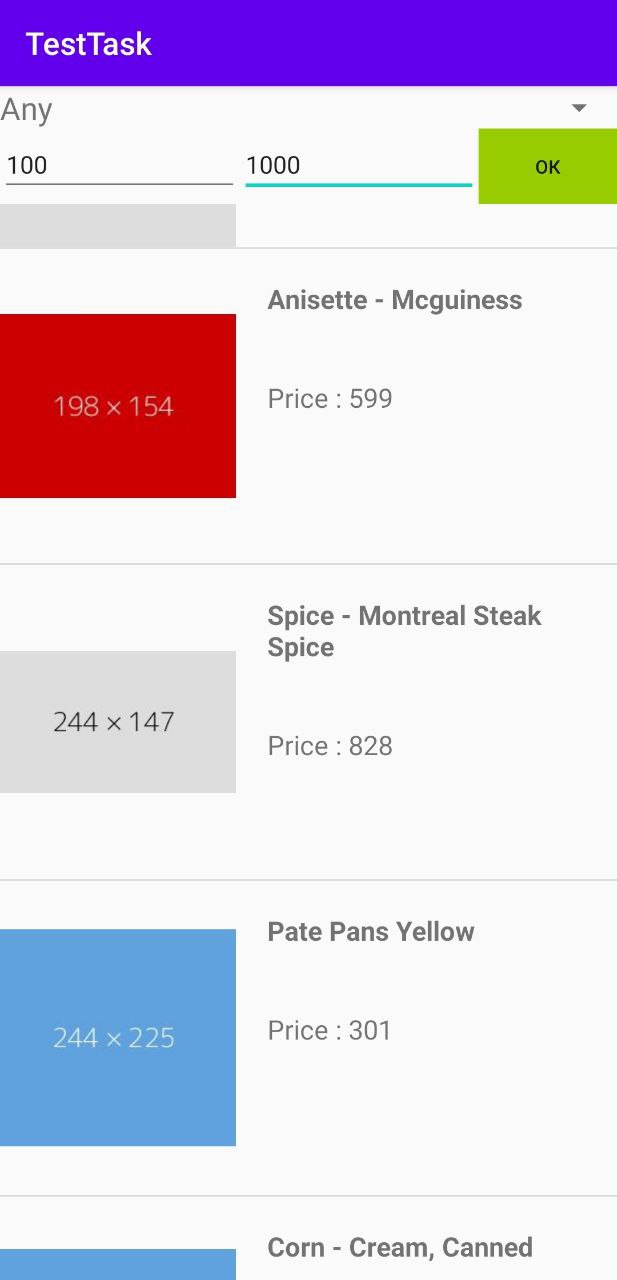 TestTask
Any
100
1000
OK
Anisette - Mcguiness
198 × 154
Price : 599
Spice - Montreal Steak
Spice
244 × 147
Price : 828
Pate Pans Yellow
244 × 225
Price : 301
Corn - Cream, Canned